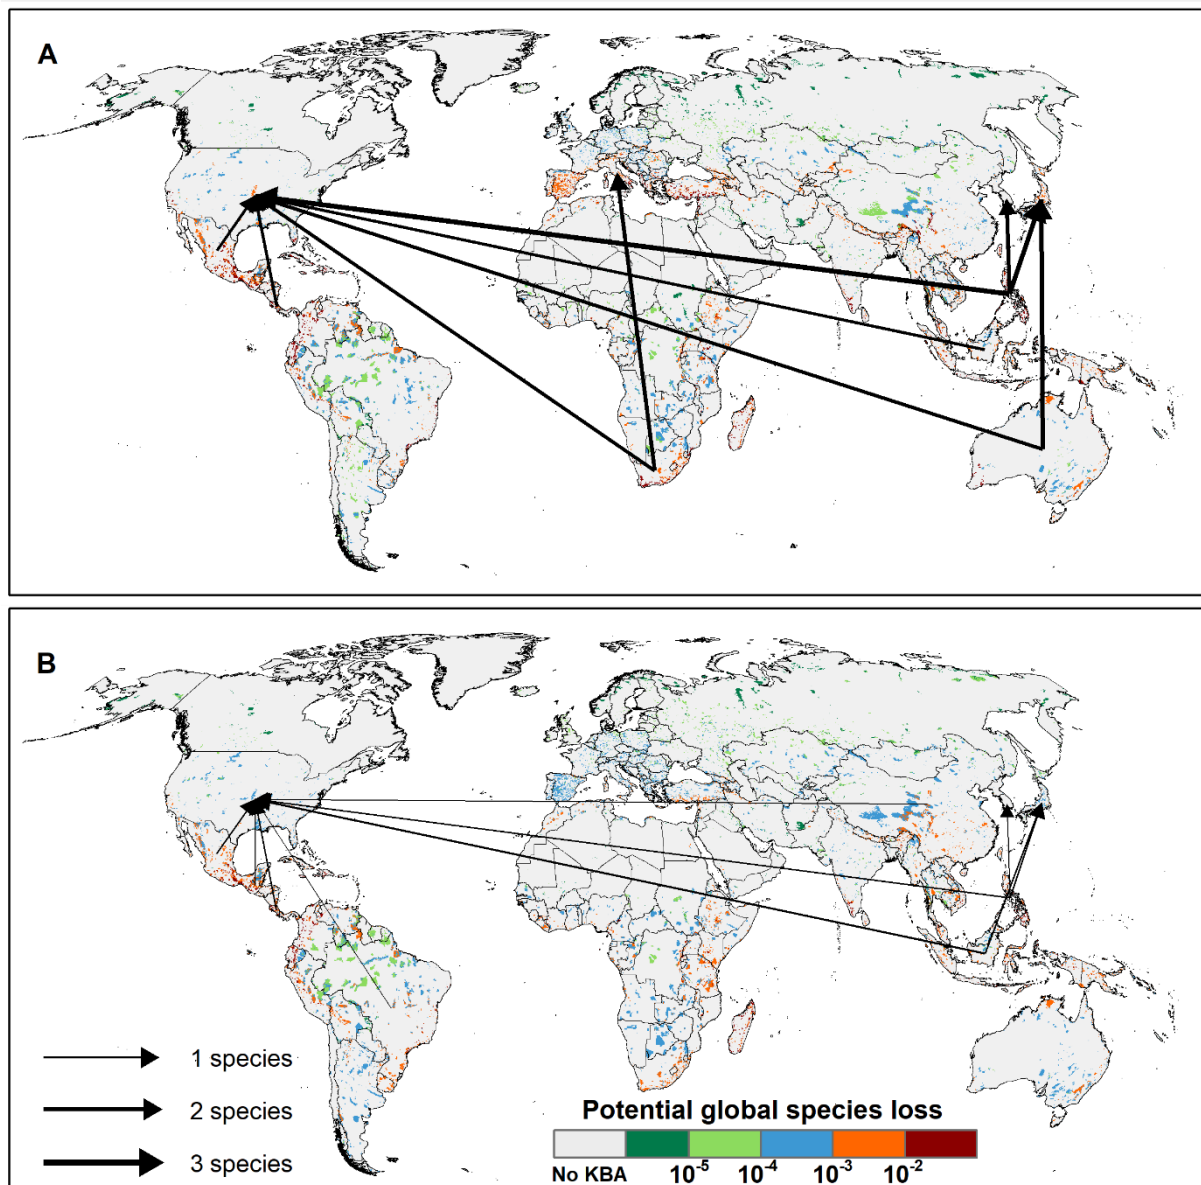 A
B
1 species
2 species
3 species
Potential global species loss
No KBA 10⁻⁵ 10⁻⁴ 10⁻³ 10⁻²